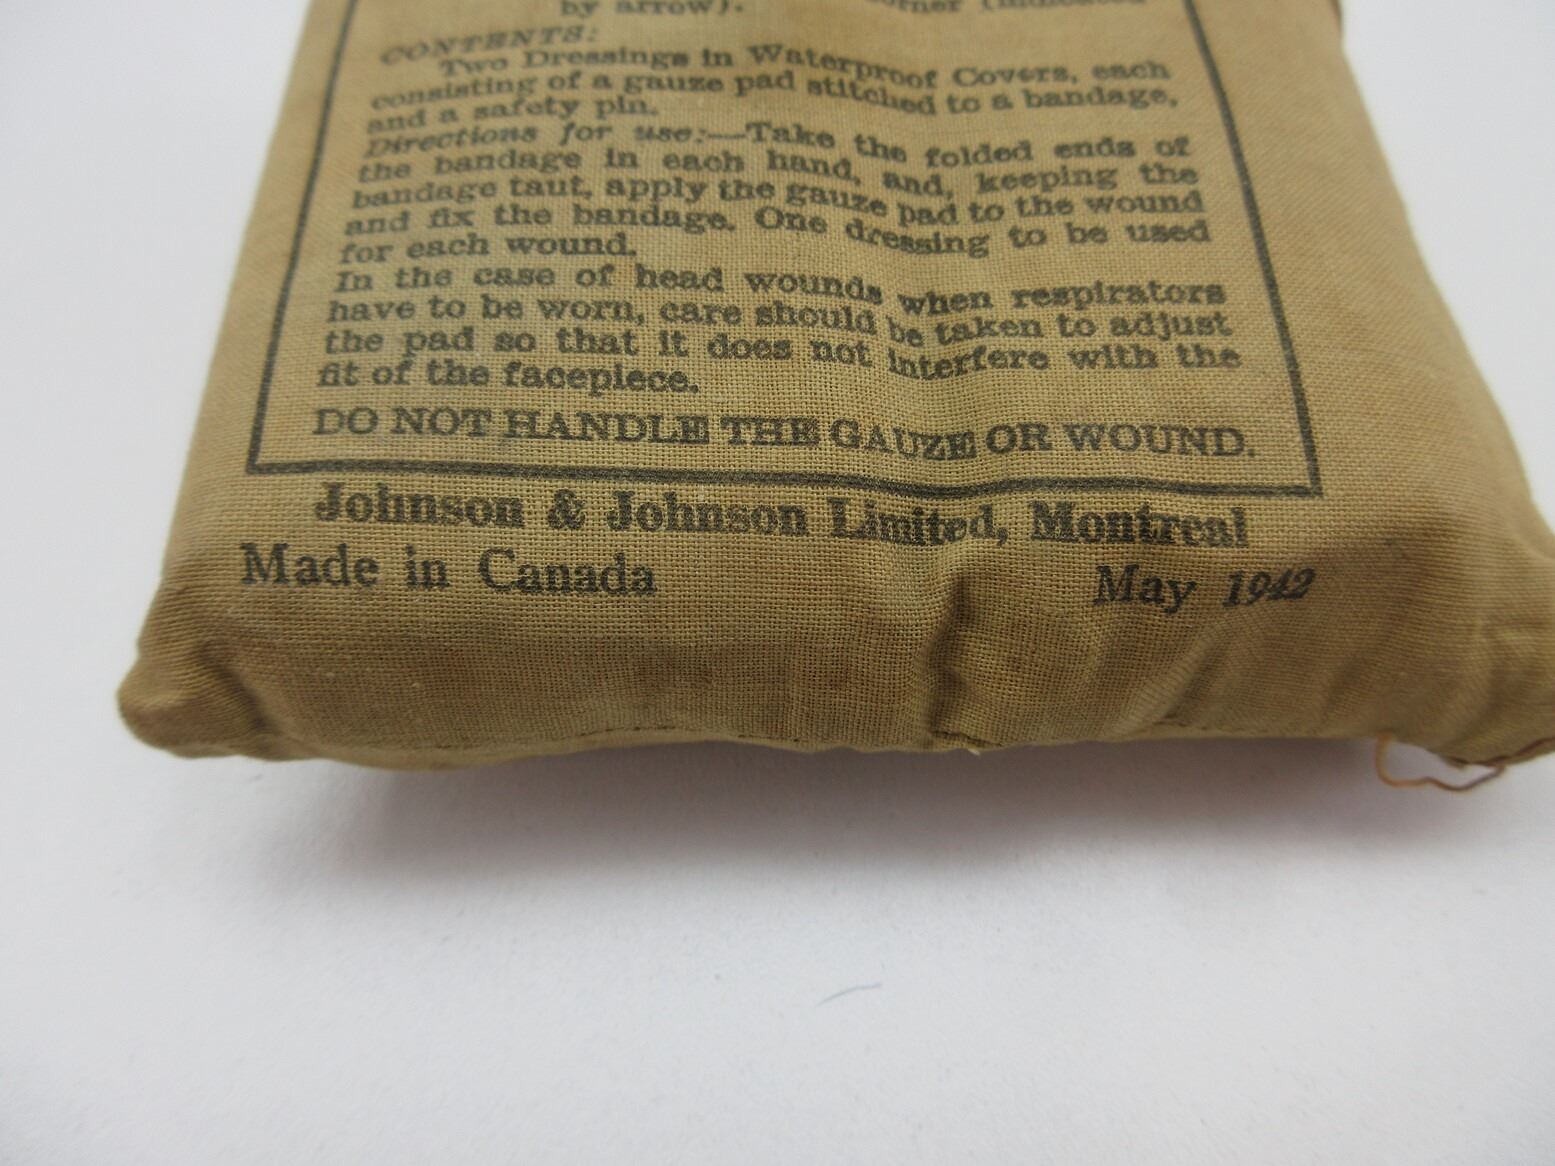 by arrow). corner (indicated
CONTENTS:
Two Dressings in Waterproof Covers, each
consisting of a gauze pad stitched to a bandage,
and a safety pin.
Directions for use:—Take the folded ends of
the bandage in each hand, and, keeping the
bandage taut, apply the gauze pad to the wound
and fix the bandage. One dressing to be used
for each wound.
In the case of head wounds when respirators
have to be worn, care should be taken to adjust
the pad so that it does not interfere with the
fit of the facepiece.
DO NOT HANDLE THE GAUZE OR WOUND.
Johnson & Johnson Limited, Montreal
Made in Canada May 1942